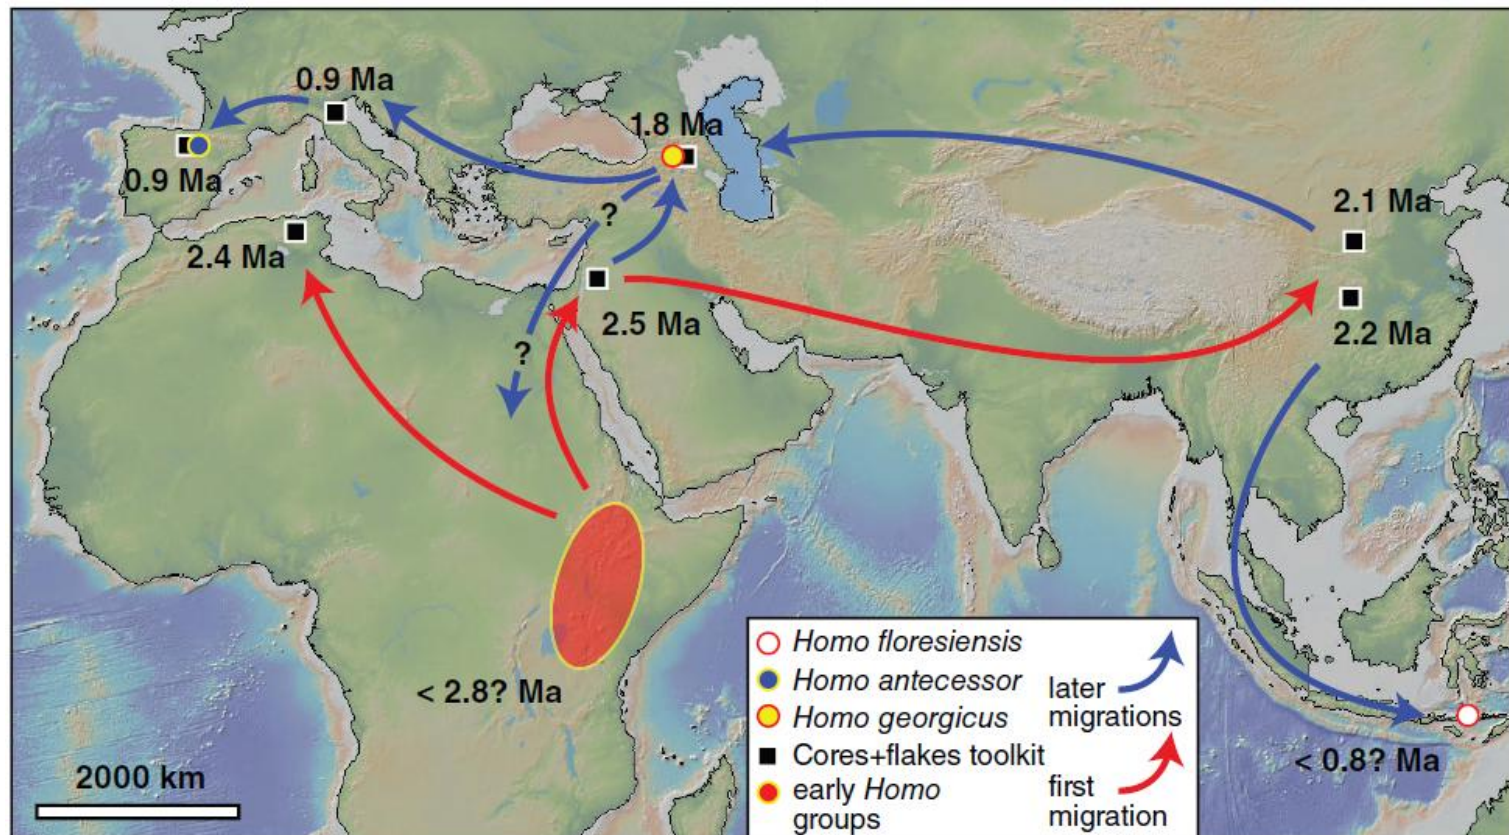 0.9 Ma
1.8 Ma
0.9 Ma
2.1 Ma
?
2.4 Ma
2.5 Ma
2.2 Ma
?
< 2.8? Ma
Homo floresiensis
Homo antecessor
later
migrations
Homo georgicus
Cores+flakes toolkit
early Homo
groups
first
migration
< 0.8? Ma
2000 km